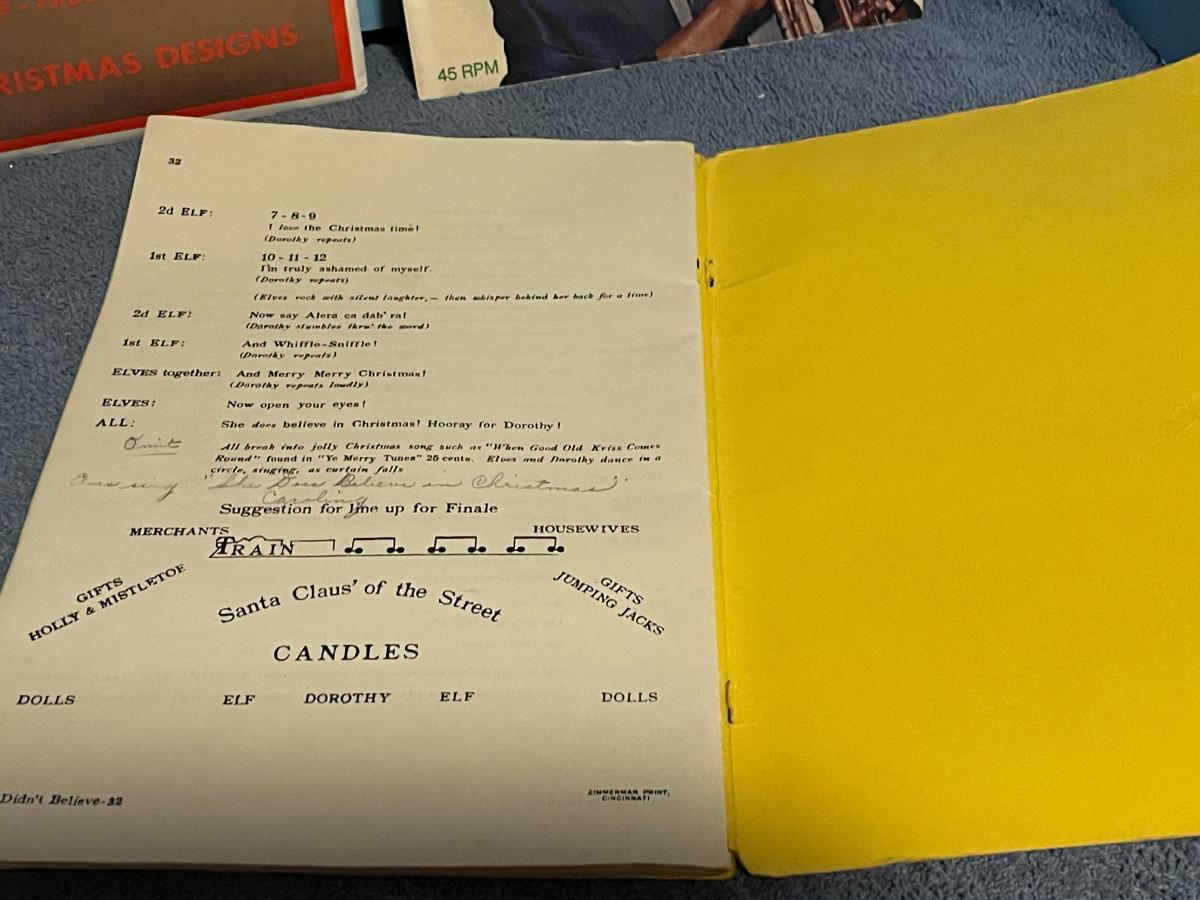 RISTMAS DESIGNS
45 RPM
32
2d ELF: 7 - 8 - 9
I love the Christmas time!
(Dorothy repeats)
1st ELF: 10 - 11 - 12
I'm truly ashamed of myself.
(Dorothy repeats)
(Elves rock with silent laughter, — then whisper behind her back for a time)
2d ELF: Now say Alera ca dab' ra!
(Dorothy stumbles thru' the word)
1st ELF: And Whiffle-Sniffle!
(Dorothy repeats)
ELVES together: And Merry Merry Christmas!
(Dorothy repeats loudly)
ELVES: Now open your eyes!
ALL: She does believe in Christmas! Hooray for Dorothy!
Omit
All break into jolly Christmas song such as "When Good Old Kriss Comes
Round" found in "Ye Merry Tunes" 25 cents. Elves and Dorothy dance in a
circle, singing, as curtain falls
sing "She Does Believe in Christmas"
Caroling
Suggestion for line up for Finale
MERCHANTS HOUSEWIVES
TRAIN
GIFTS
HOLLY & MISTLETOE
GIFTS
JUMPING JACKS
Santa Claus' of the Street
CANDLES
DOLLS ELF DOROTHY ELF DOLLS
Didn't Believe-32
ZIMMERMAN PRINT,
CINCINNATI